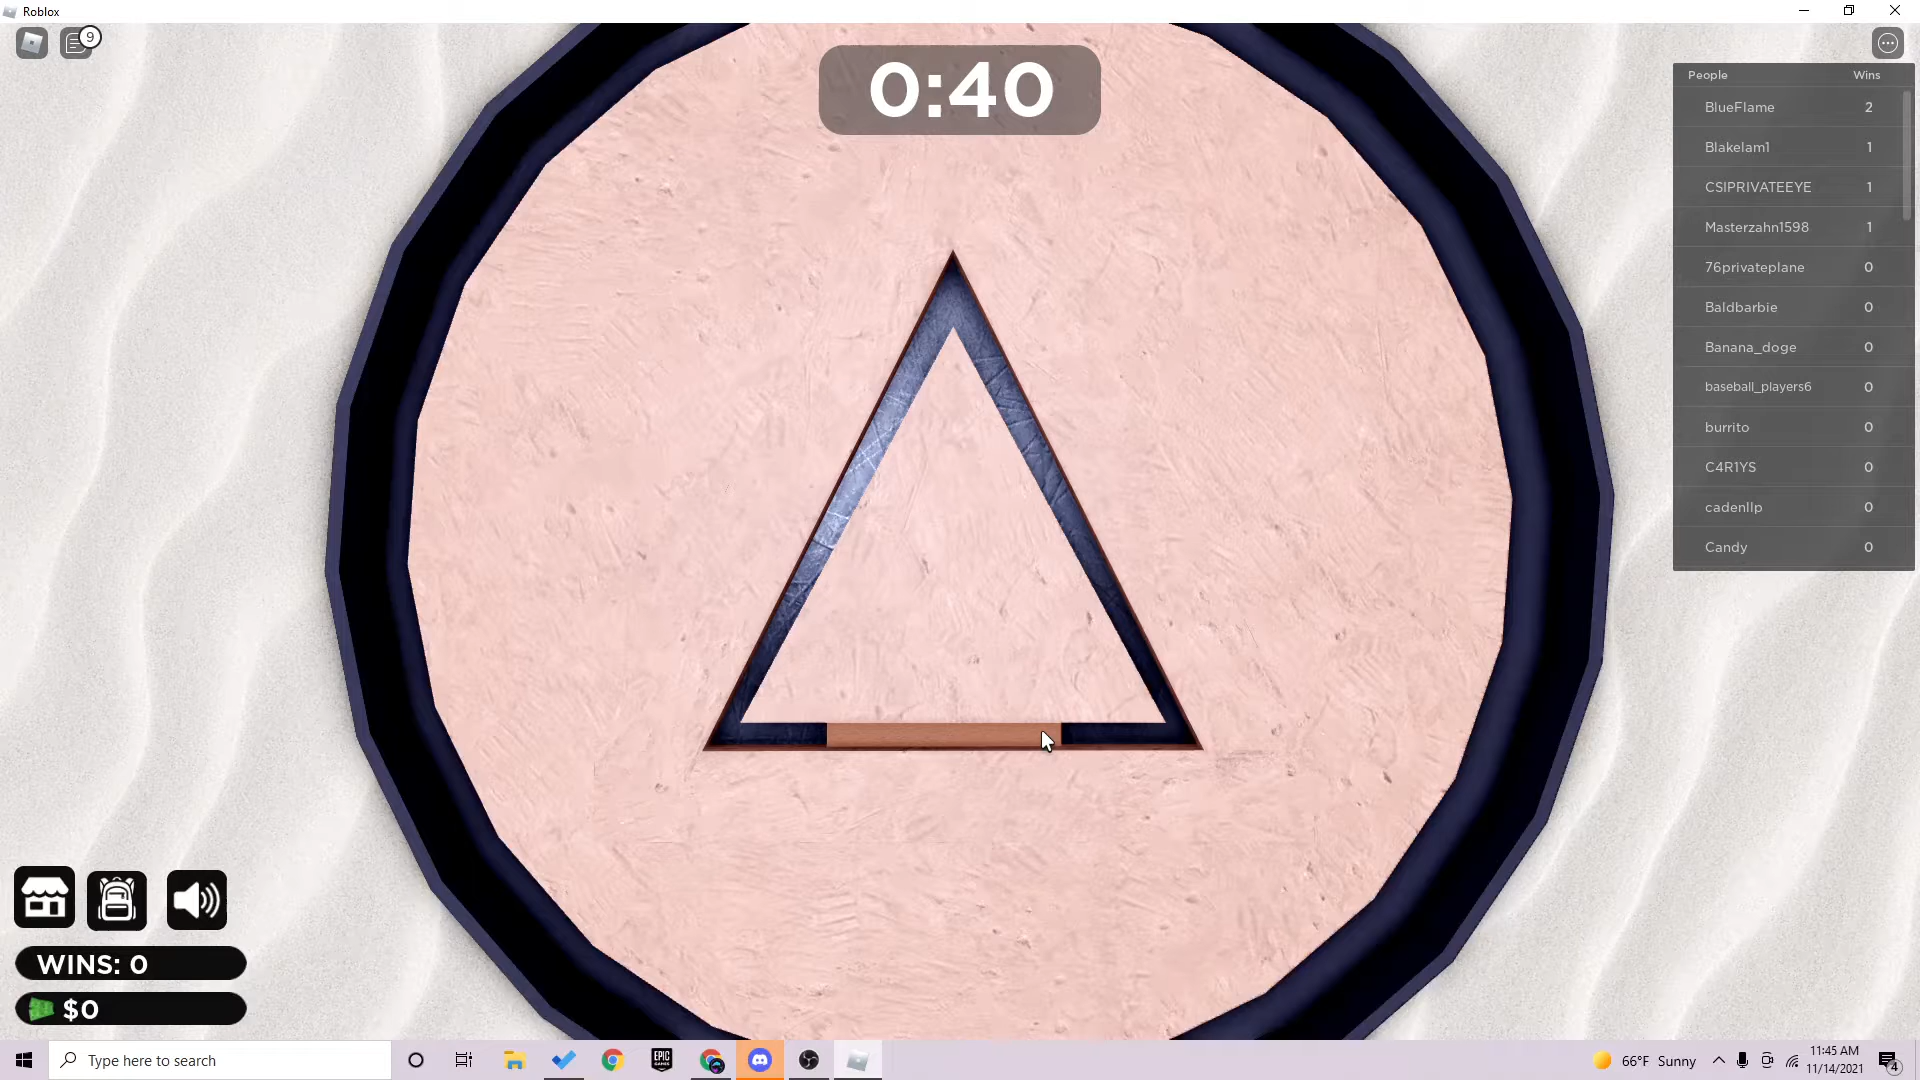 Roblox
9
0:40
People Wins
BlueFlame 2
Blakelam1 1
CSIPRIVATEEYE 1
Masterzahn1598 1
76privateplane 0
Baldbarbie 0
Banana_doge 0
baseball_players6 0
burrito 0
C4R1YS 0
cadenllp 0
Candy 0
WINS: 0
$0
Type here to search
EPIC GAMES
66°F Sunny
11:45 AM
11/14/2021
4